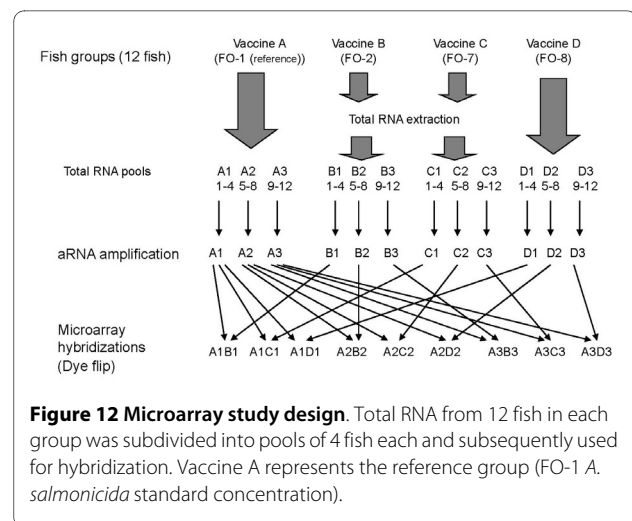 Fish groups (12 fish)
Vaccine A
(FO-1 (reference))
Vaccine B
(FO-2)
Vaccine C
(FO-7)
Vaccine D
(FO-8)
Total RNA extraction
Total RNA pools
A1 A2 A3
1-4 5-8 9-12
B1 B2 B3
1-4 5-8 9-12
C1 C2 C3
1-4 5-8 9-12
D1 D2 D3
1-4 5-8 9-12
aRNA amplification
A1 A2 A3 B1 B2 B3 C1 C2 C3 D1 D2 D3
Microarray
hybridizations
(Dye flip)
A1B1 A1C1 A1D1 A2B2 A2C2 A2D2 A3B3 A3C3 A3D3
Figure 12 Microarray study design. Total RNA from 12 fish in each
group was subdivided into pools of 4 fish each and subsequently used
for hybridization. Vaccine A represents the reference group (FO-1 A.
salmonicida standard concentration).